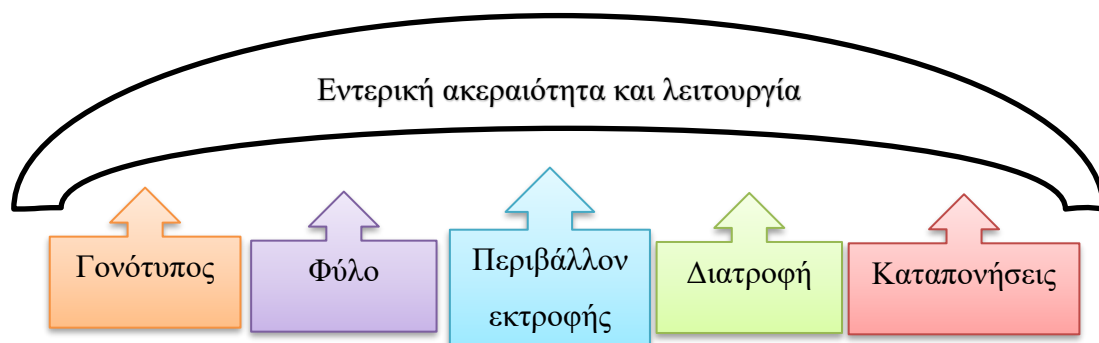 Εντερική ακεραιότητα και λειτουργία
Γονότυπος
Φύλο
Περιβάλλον
εκτροφής
Διατροφή
Καταπονήσεις